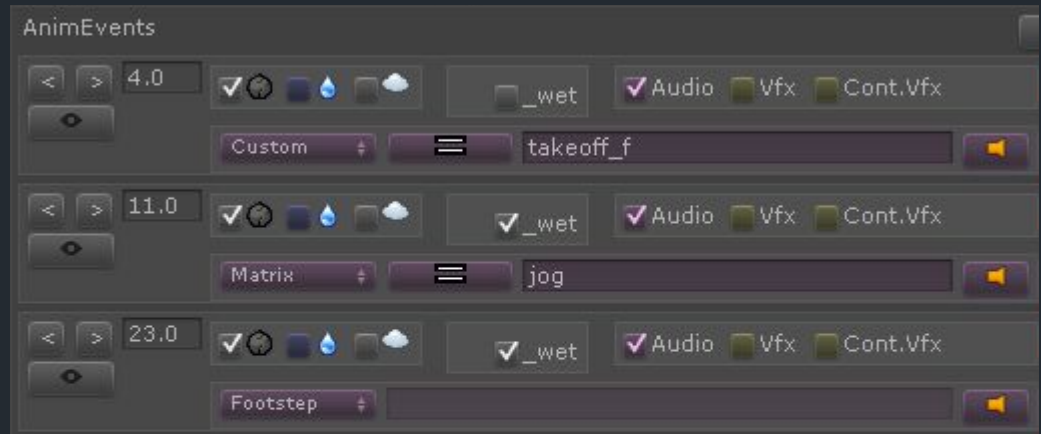 AnimEvents
< > 4.0 _wet Audio Vfx Cont.Vfx
Custom takeoff_f
< > 11.0 _wet Audio Vfx Cont.Vfx
Matrix jog
< > 23.0 _wet Audio Vfx Cont.Vfx
Footstep